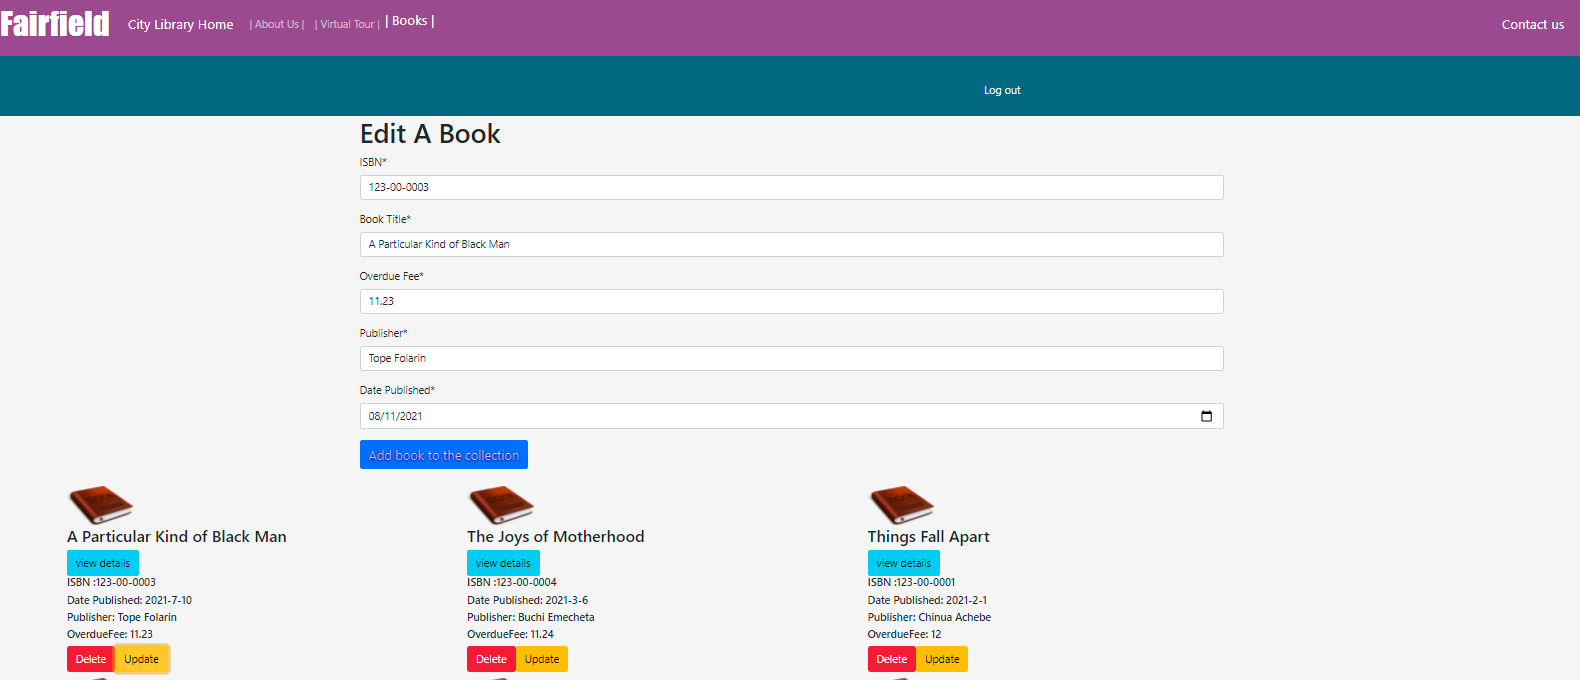 Fairfield City Library Home | About Us | | Virtual Tour | | Books | Contact us
Log out
Edit A Book
ISBN*
123-00-0003
Book Title*
A Particular Kind of Black Man
Overdue Fee*
11.23
Publisher*
Tope Folarin
Date Published*
08/11/2021
Add book to the collection
A Particular Kind of Black Man
view details
ISBN :123-00-0003
Date Published: 2021-7-10
Publisher: Tope Folarin
OverdueFee: 11.23
Delete Update
The Joys of Motherhood
view details
ISBN :123-00-0004
Date Published: 2021-3-6
Publisher: Buchi Emecheta
OverdueFee: 11.24
Delete Update
Things Fall Apart
view details
ISBN :123-00-0001
Date Published: 2021-2-1
Publisher: Chinua Achebe
OverdueFee: 12
Delete Update